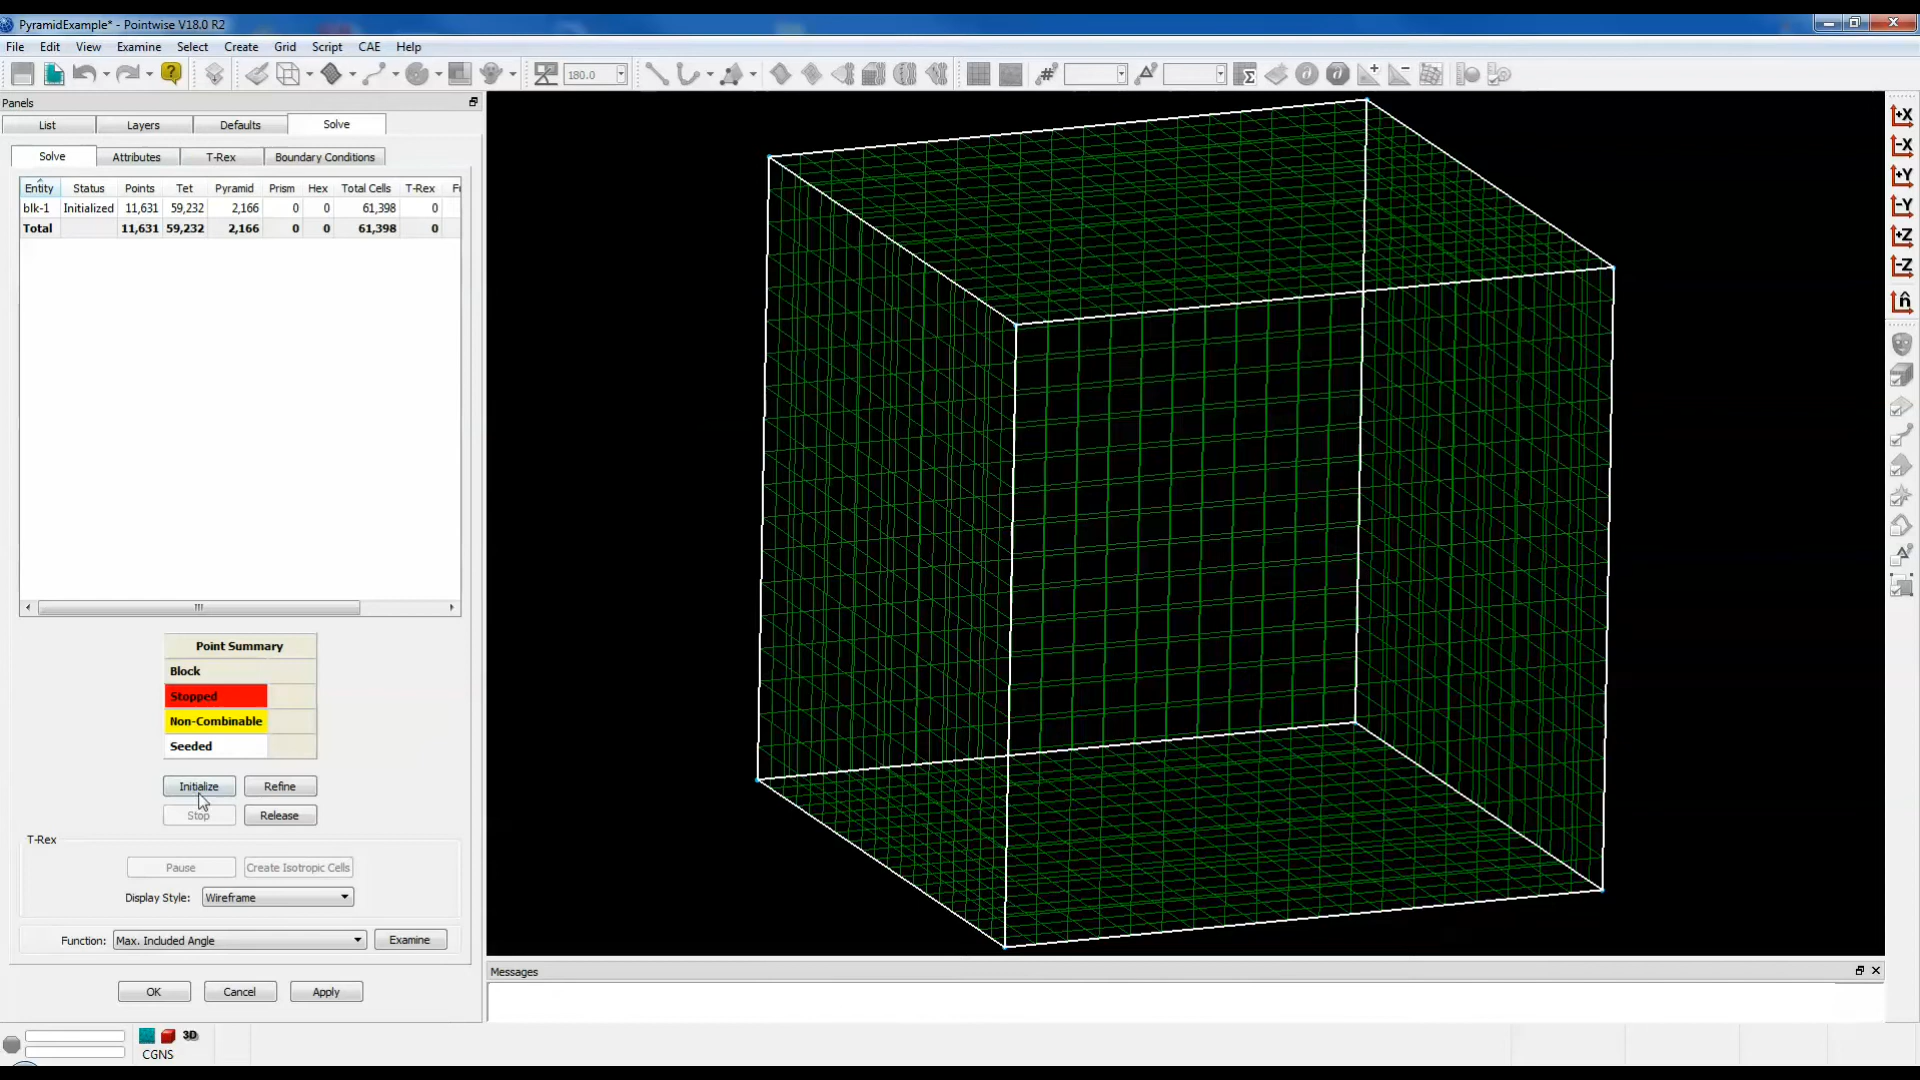 PyramidExample* - Pointwise V18.0 R2
File Edit View Examine Select Create Grid Script CAE Help
180.0
Panels
List Layers Defaults Solve
Solve Attributes T-Rex Boundary Conditions
Entity Status Points Tet Pyramid Prism Hex Total Cells T-Rex
blk-1 Initialized 11,631 59,232 2,166 0 0 61,398 0
Total 11,631 59,232 2,166 0 0 61,398 0
Point Summary
Block
Stopped
Non-Combinable
Seeded
Initialize Refine
Stop Release
T-Rex
Pause Create Isotropic Cells
Display Style: Wireframe
Function: Max. Included Angle Examine
OK Cancel Apply
Messages
3D
CGNS
+X
-X
+Y
-Y
+Z
-Z
n̂